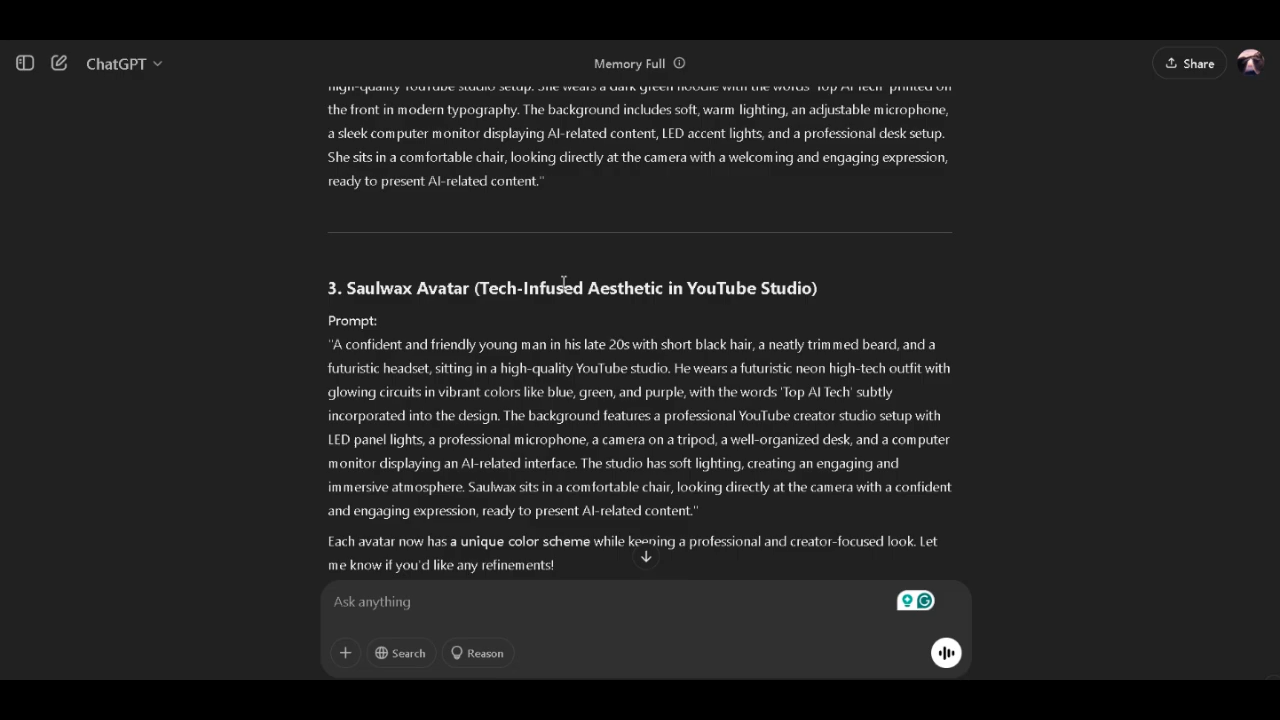 ChatGPT
Memory Full
Share
high-quality YouTube studio setup. She wears a dark green hoodie with the words 'Top AI Tech' printed on
the front in modern typography. The background includes soft, warm lighting, an adjustable microphone,
a sleek computer monitor displaying AI-related content, LED accent lights, and a professional desk setup.
She sits in a comfortable chair, looking directly at the camera with a welcoming and engaging expression,
ready to present AI-related content."
3. Saulwax Avatar (Tech-Infused Aesthetic in YouTube Studio)
Prompt:
"A confident and friendly young man in his late 20s with short black hair, a neatly trimmed beard, and a
futuristic headset, sitting in a high-quality YouTube studio. He wears a futuristic neon high-tech outfit with
glowing circuits in vibrant colors like blue, green, and purple, with the words 'Top AI Tech' subtly
incorporated into the design. The background features a professional YouTube creator studio setup with
LED panel lights, a professional microphone, a camera on a tripod, a well-organized desk, and a computer
monitor displaying an AI-related interface. The studio has soft lighting, creating an engaging and
immersive atmosphere. Saulwax sits in a comfortable chair, looking directly at the camera with a confident
and engaging expression, ready to present AI-related content."
Each avatar now has a unique color scheme while keeping a professional and creator-focused look. Let
me know if you'd like any refinements!
Ask anything
Search
Reason